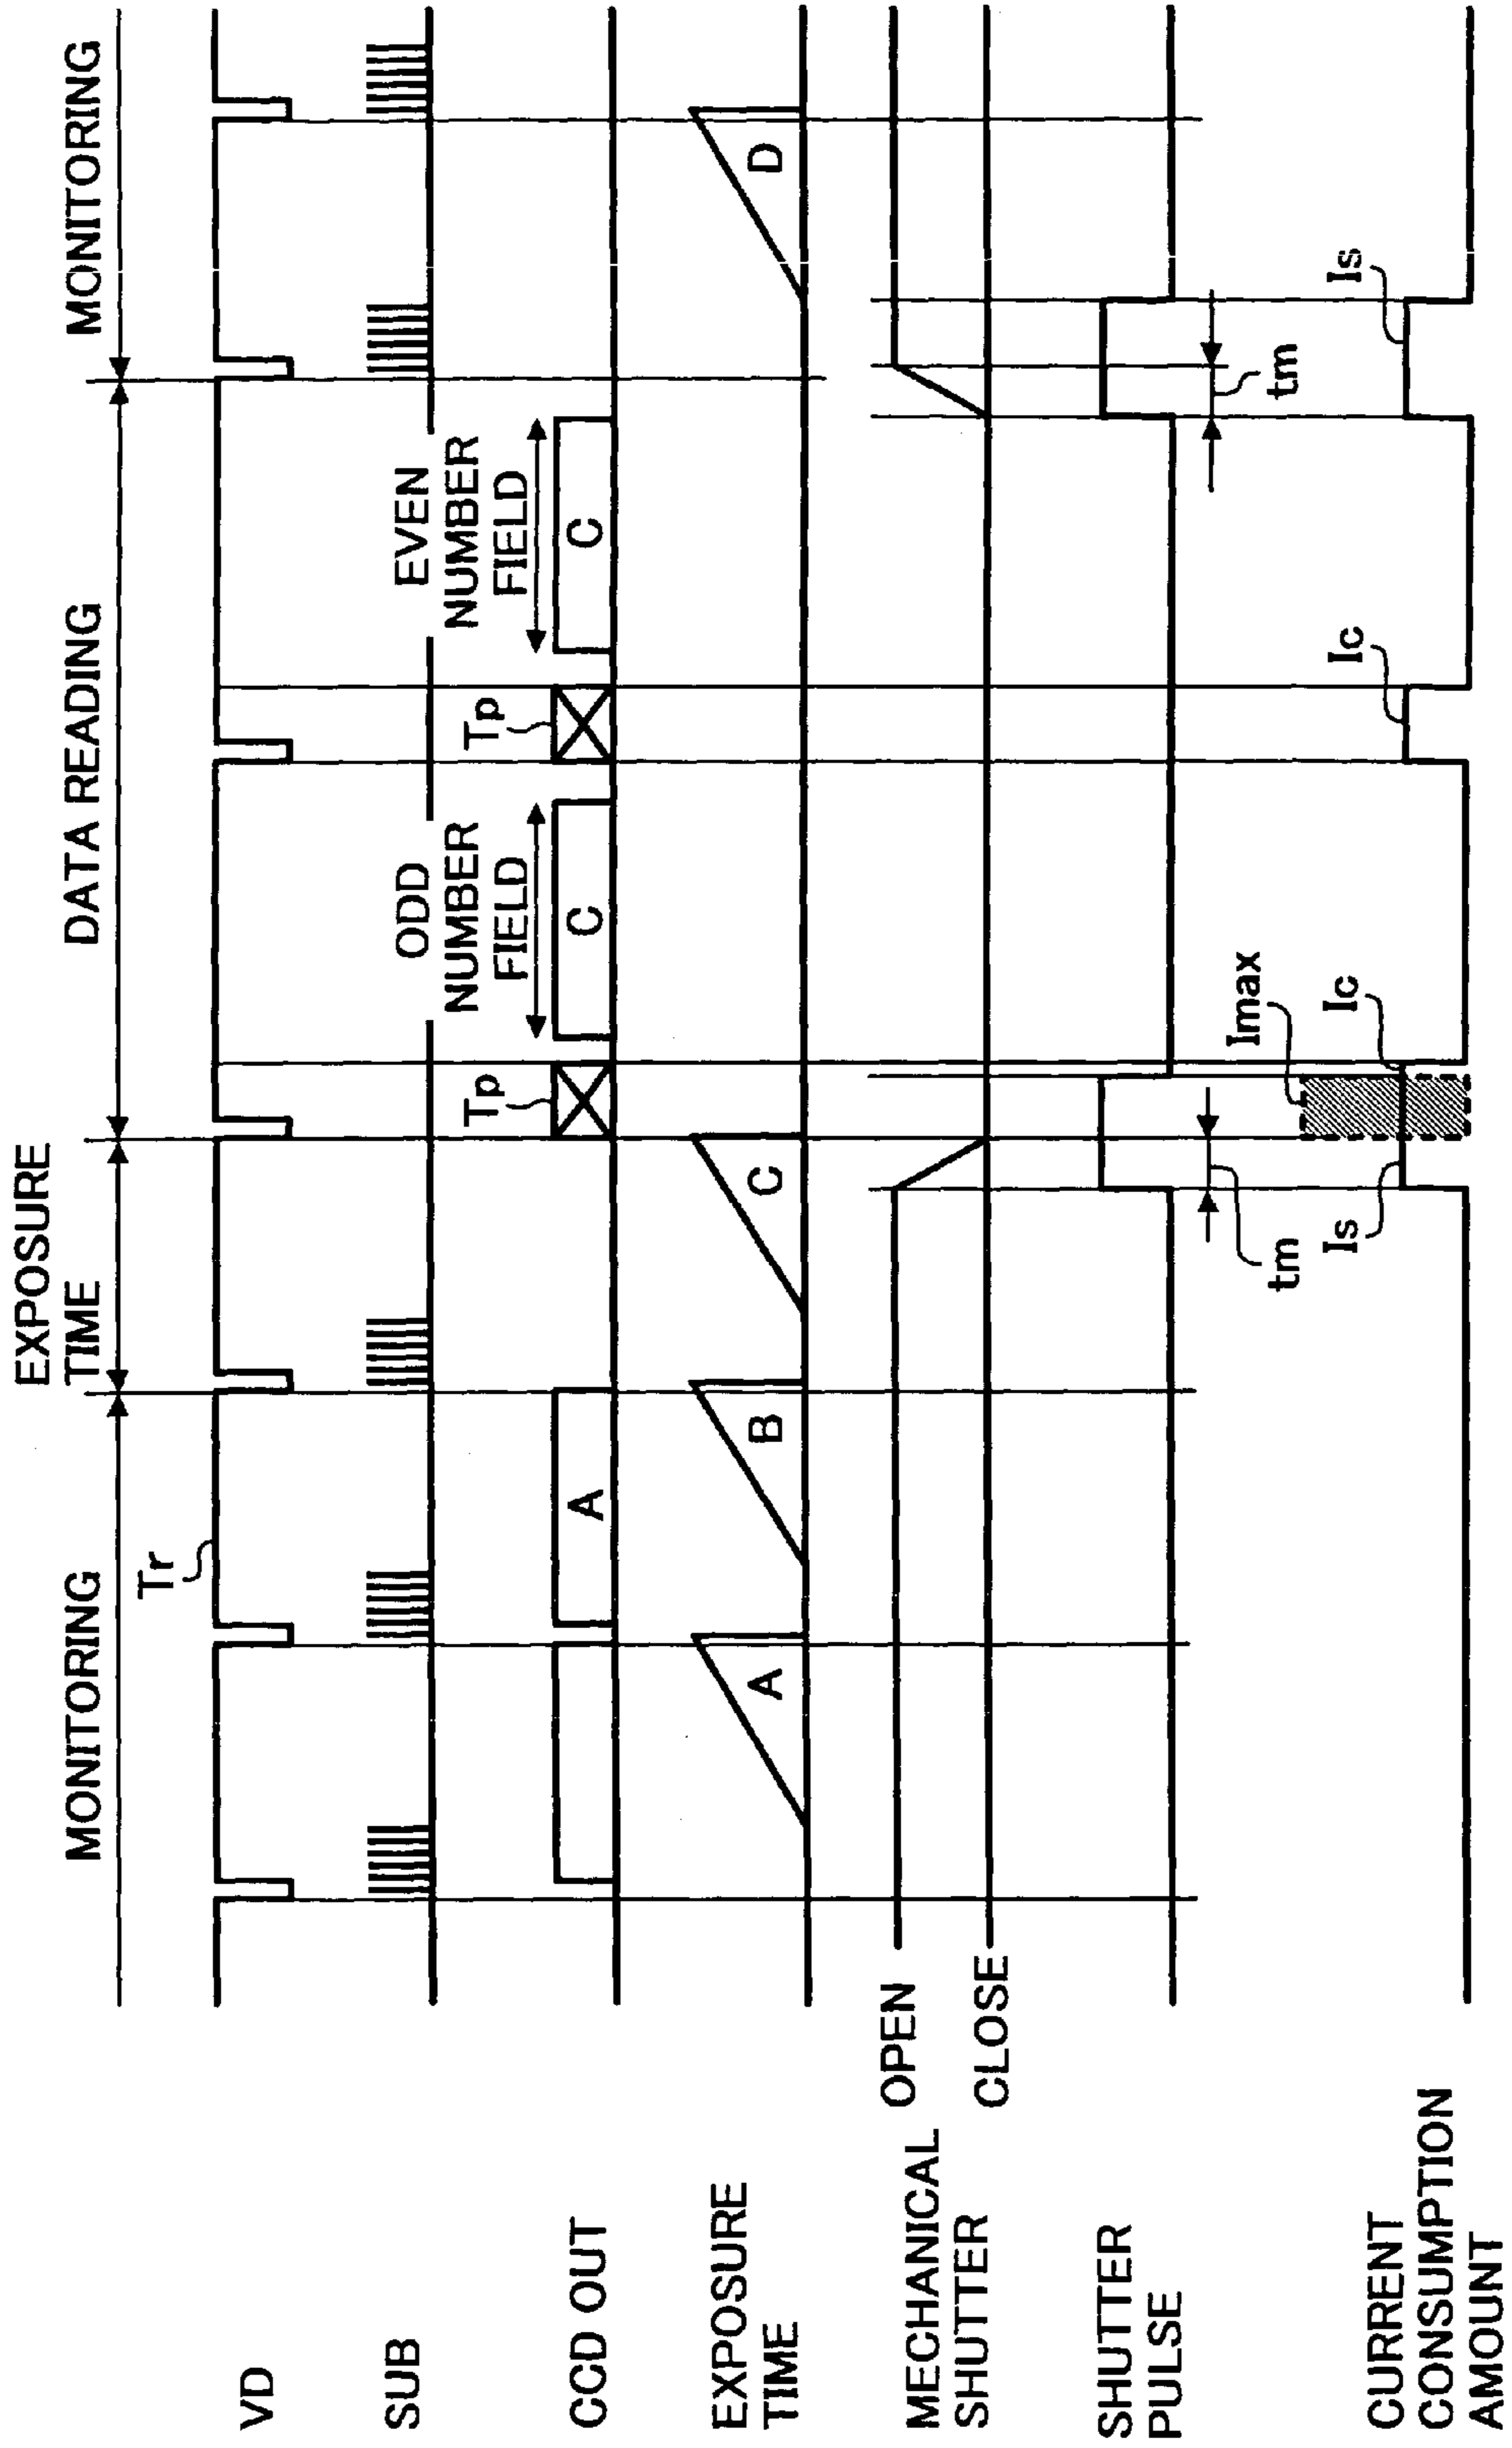 MONITORING
EXPOSURE
TIME
DATA READING
MONITORING
Tr
VD
SUB
ODD
NUMBER
FIELD
EVEN
NUMBER
FIELD
CCD OUT
A
Tp
C
Tp
C
EXPOSURE
TIME
A
B
C
D
MECHANICAL
SHUTTER
OPEN
CLOSE
SHUTTER
PULSE
tm
tm
CURRENT
CONSUMPTION
AMOUNT
Is
Imax
Ic
Ic
Is